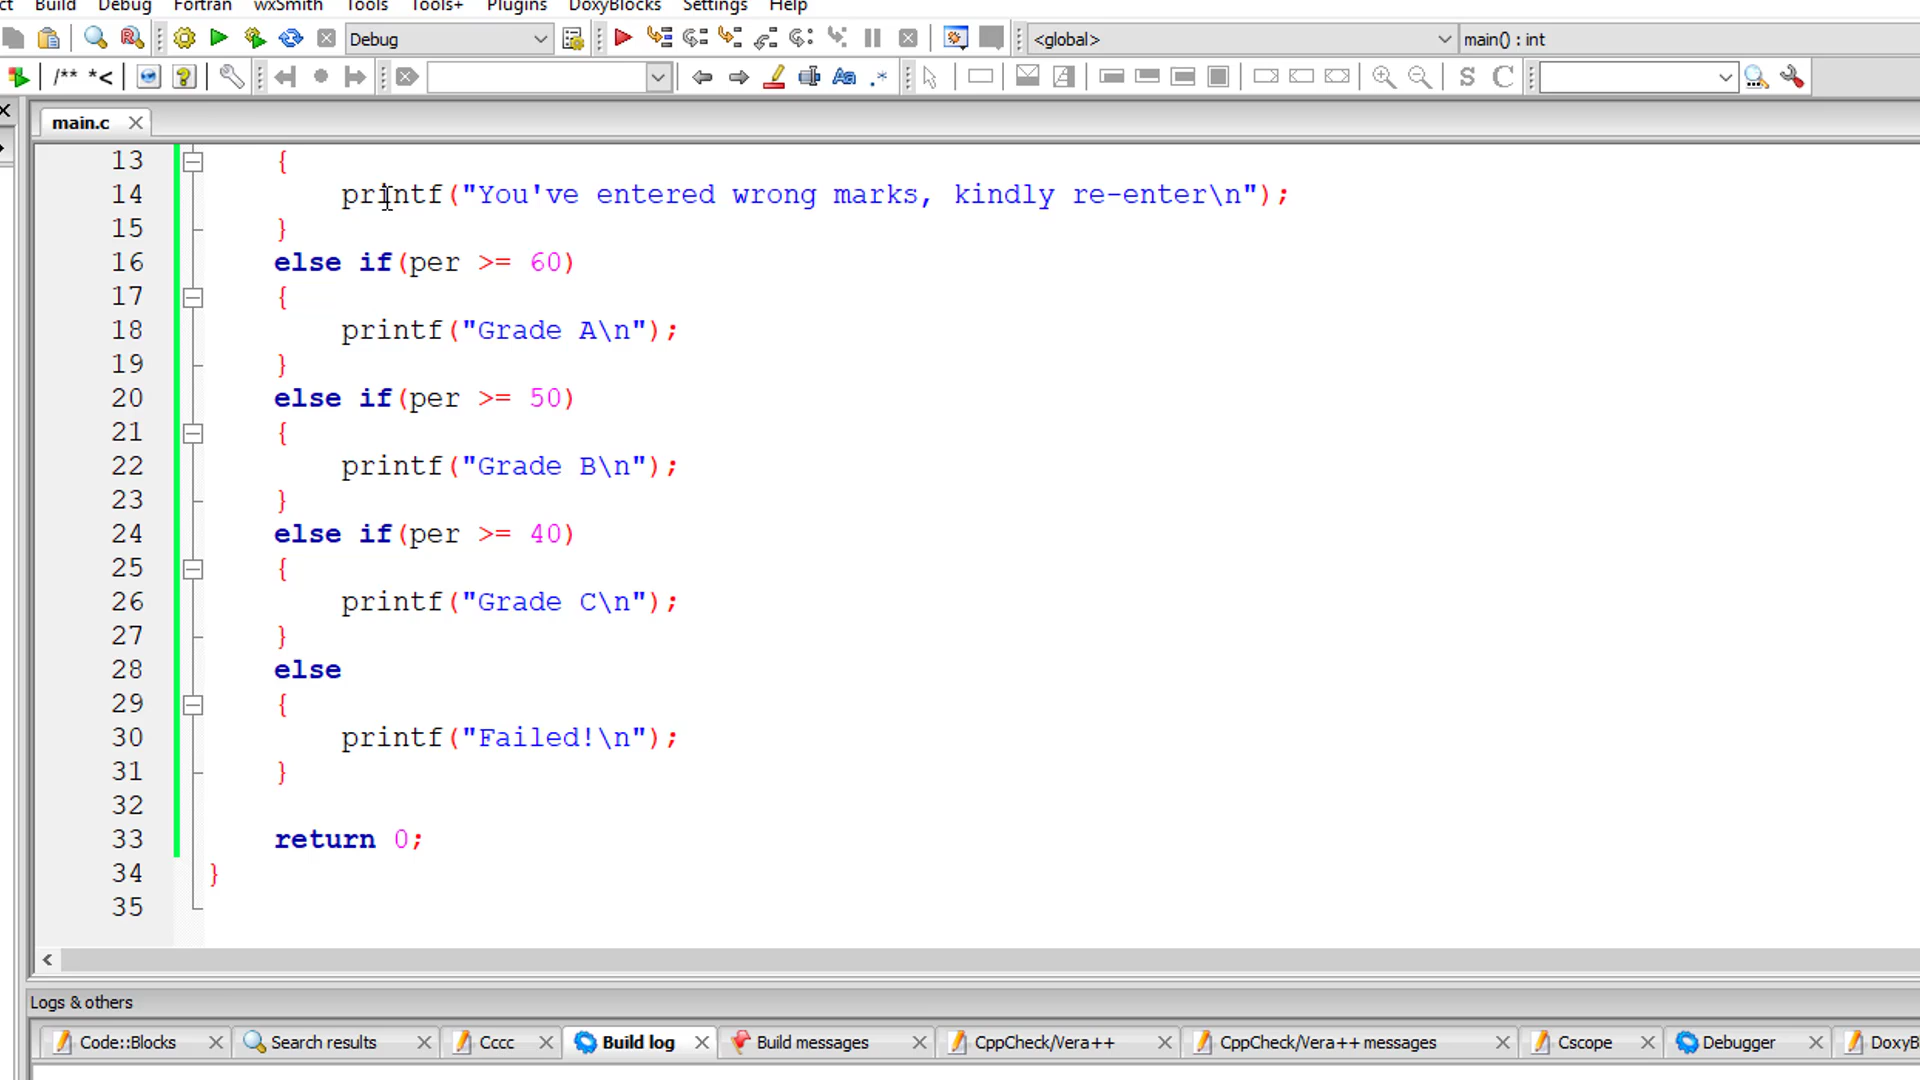 ct Build Debug Fortran wxSmith Tools Tools+ Plugins DoxyBlocks Settings Help
Debug <global> main() : int
/** *< Aa .* S C
main.c
13 {
14 printf("You've entered wrong marks, kindly re-enter\n");
15 }
16 else if(per >= 60)
17 {
18 printf("Grade A\n");
19 }
20 else if(per >= 50)
21 {
22 printf("Grade B\n");
23 }
24 else if(per >= 40)
25 {
26 printf("Grade C\n");
27 }
28 else
29 {
30 printf("Failed!\n");
31 }
32
33 return 0;
34 }
35
Logs & others
Code::Blocks Search results Cccc Build log Build messages CppCheck/Vera++ CppCheck/Vera++ messages Cscope Debugger DoxyB